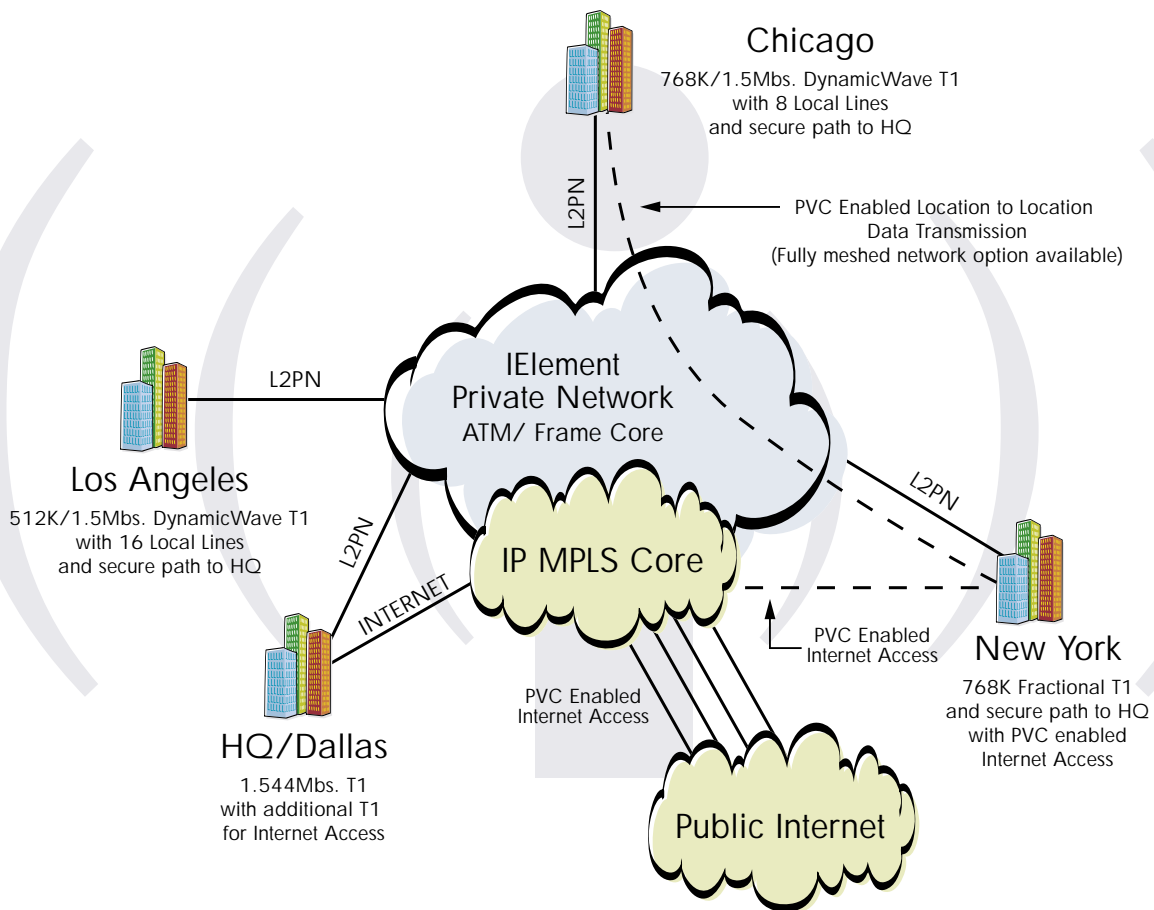 Chicago
768K/1.5Mbs. DynamicWave T1
with 8 Local Lines
and secure path to HQ
L2PN
PVC Enabled Location to Location
Data Transmission
(Fully meshed network option available)
IElement
Private Network
ATM/ Frame Core
L2PN
Los Angeles
512K/1.5Mbs. DynamicWave T1
with 16 Local Lines
and secure path to HQ
L2PN
INTERNET
IP MPLS Core
L2PN
PVC Enabled
Internet Access
New York
768K Fractional T1
and secure path to HQ
with PVC enabled
Internet Access
PVC Enabled
Internet Access
HQ/Dallas
1.544Mbs. T1
with additional T1
for Internet Access
Public Internet